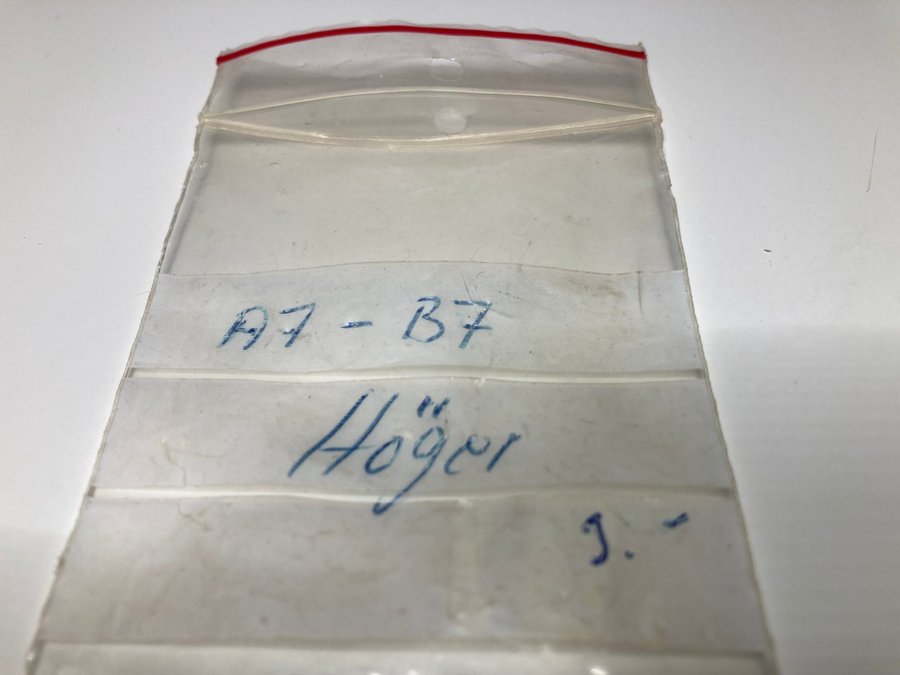 A7 - B7
Höger
9.-